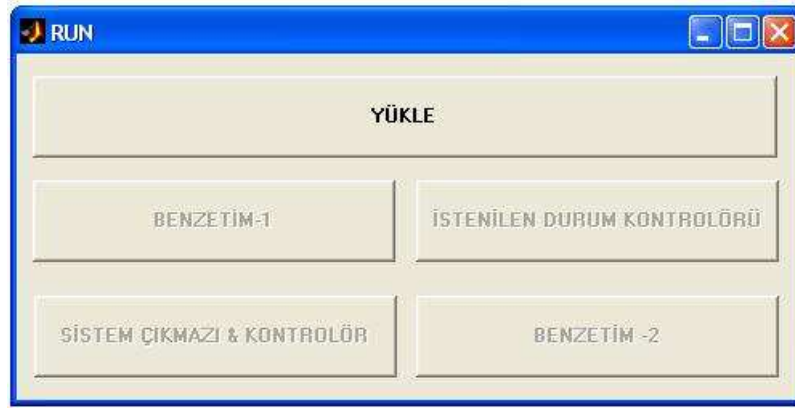 RUN
YÜKLE
BENZETİM-1
İSTENİLEN DURUM KONTROLÖRÜ
SİSTEM ÇIKMAZI & KONTROLÖR
BENZETİM -2